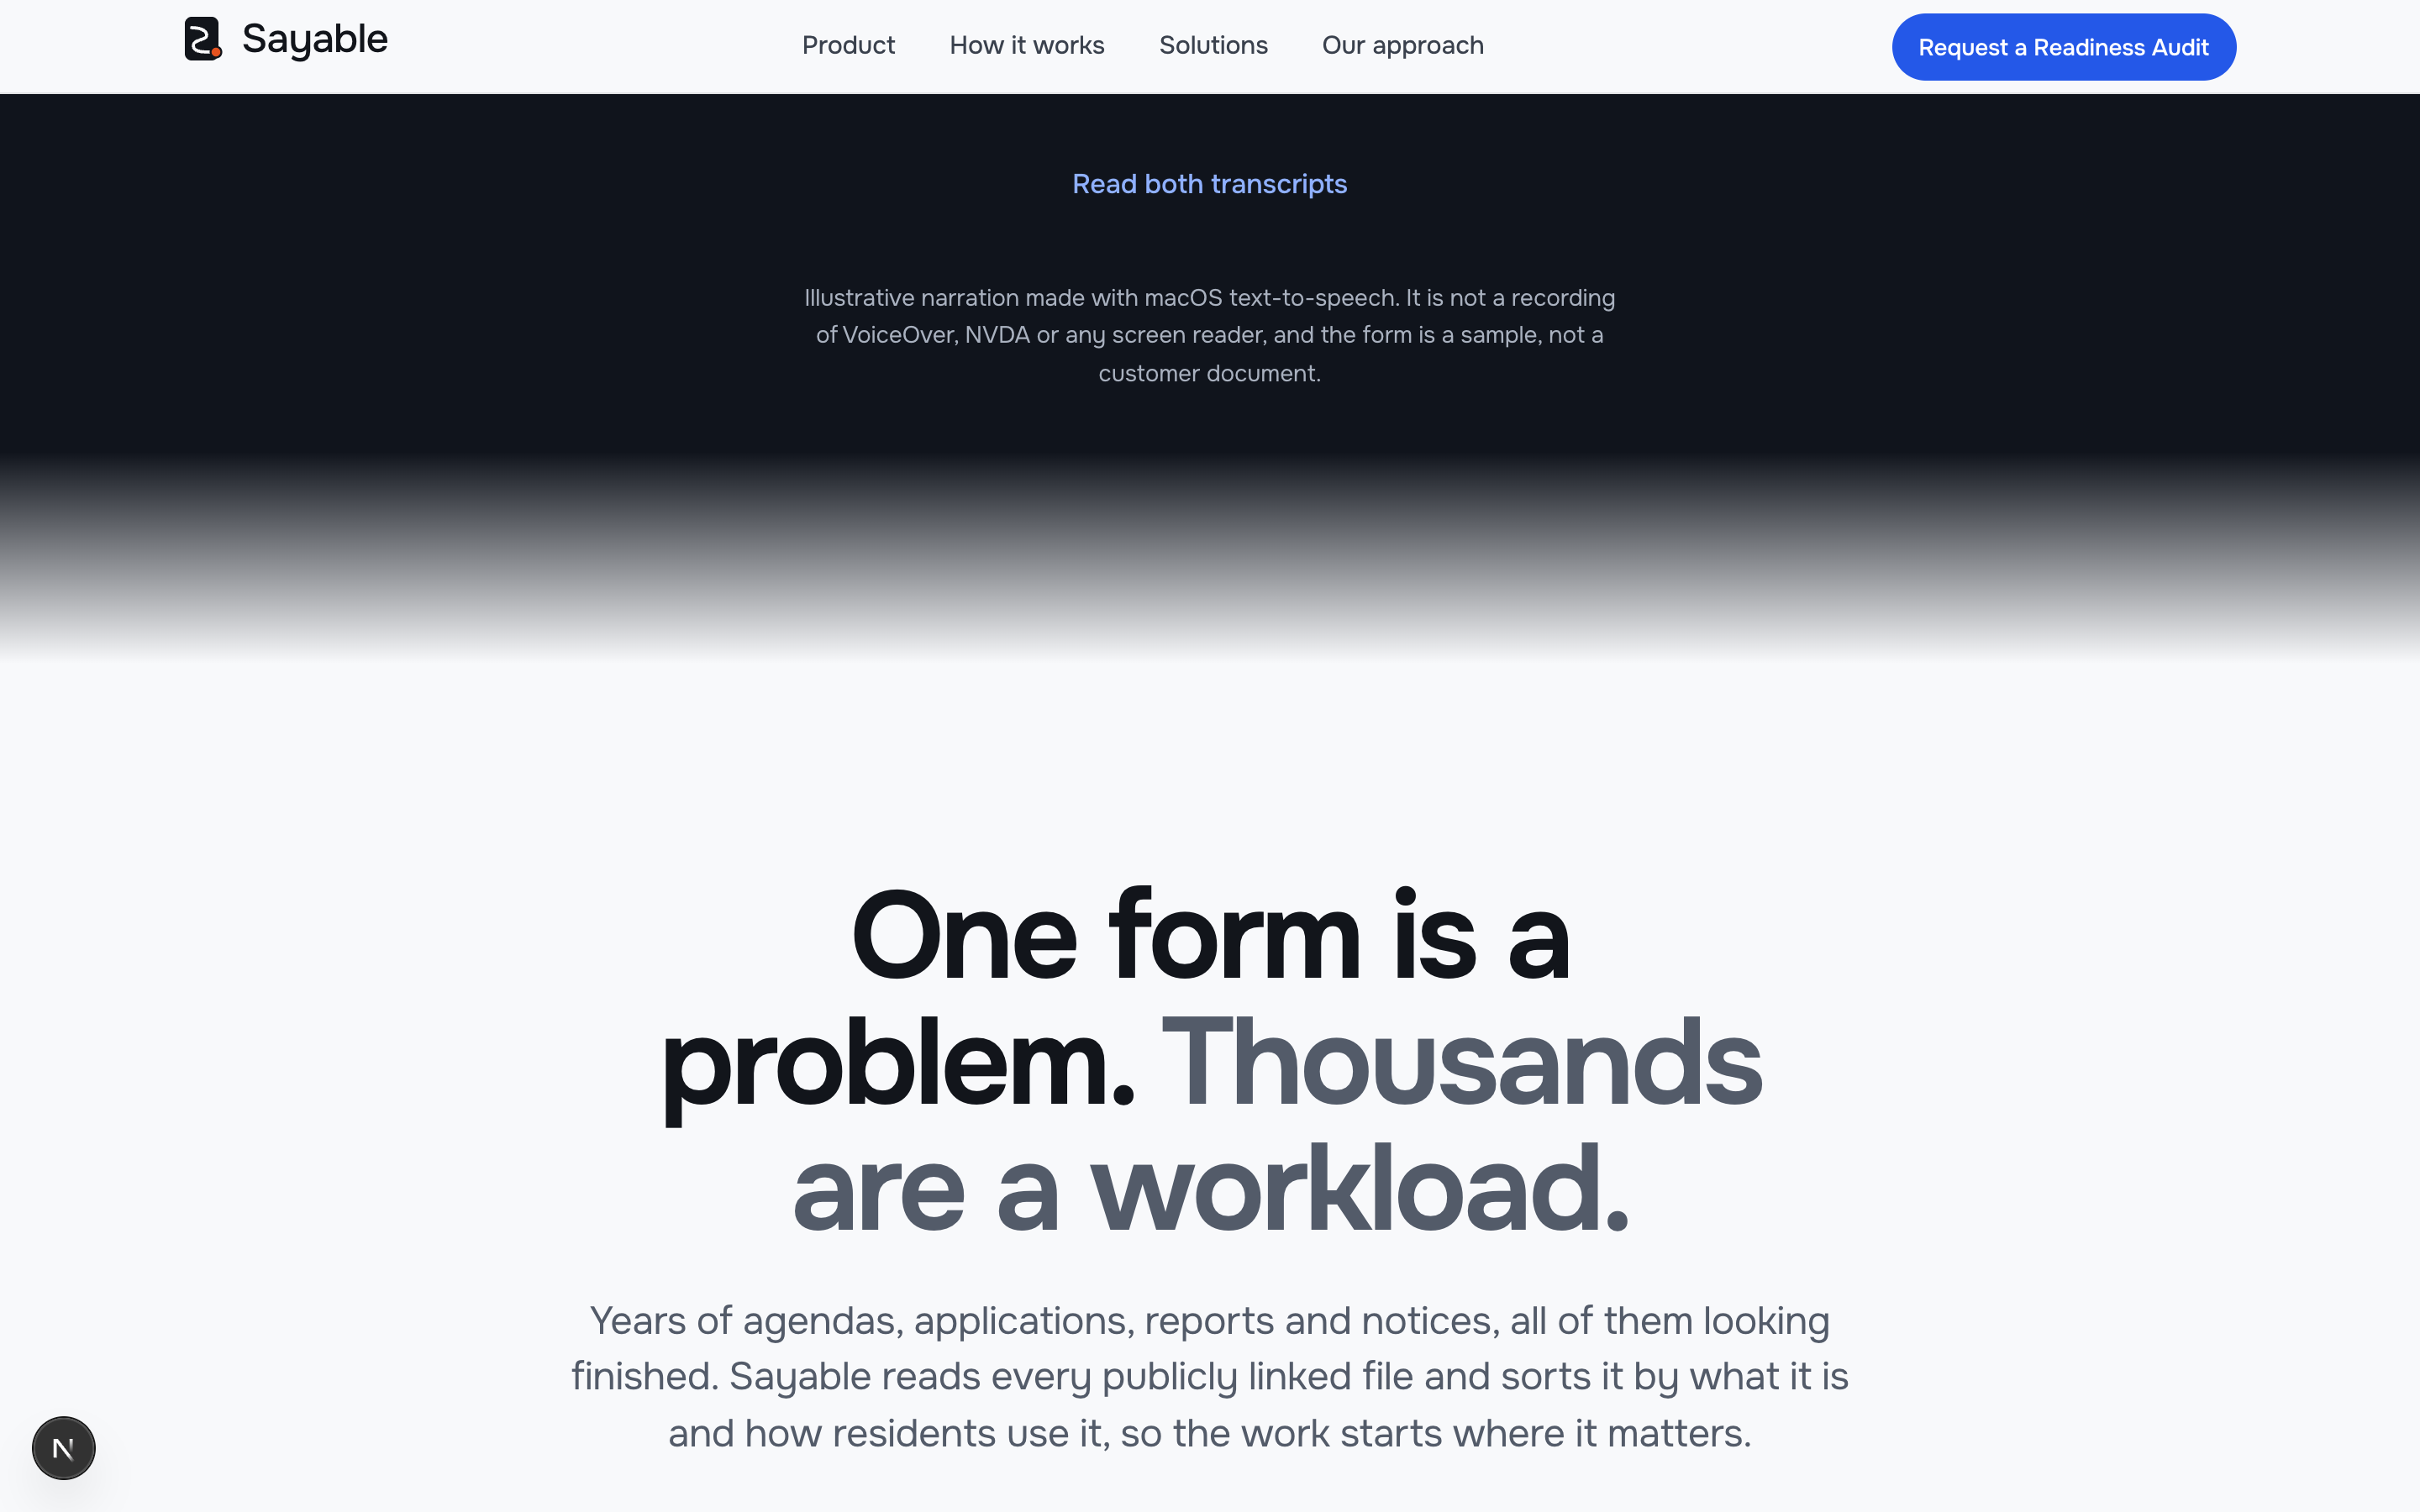 Sayable
Product
How it works
Solutions
Our approach
Request a Readiness Audit
Read both transcripts
Illustrative narration made with macOS text-to-speech. It is not a recording
of VoiceOver, NVDA or any screen reader, and the form is a sample, not a
customer document.
One form is a
problem. Thousands
are a workload.
Years of agendas, applications, reports and notices, all of them looking
finished. Sayable reads every publicly linked file and sorts it by what it is
and how residents use it, so the work starts where it matters.
N